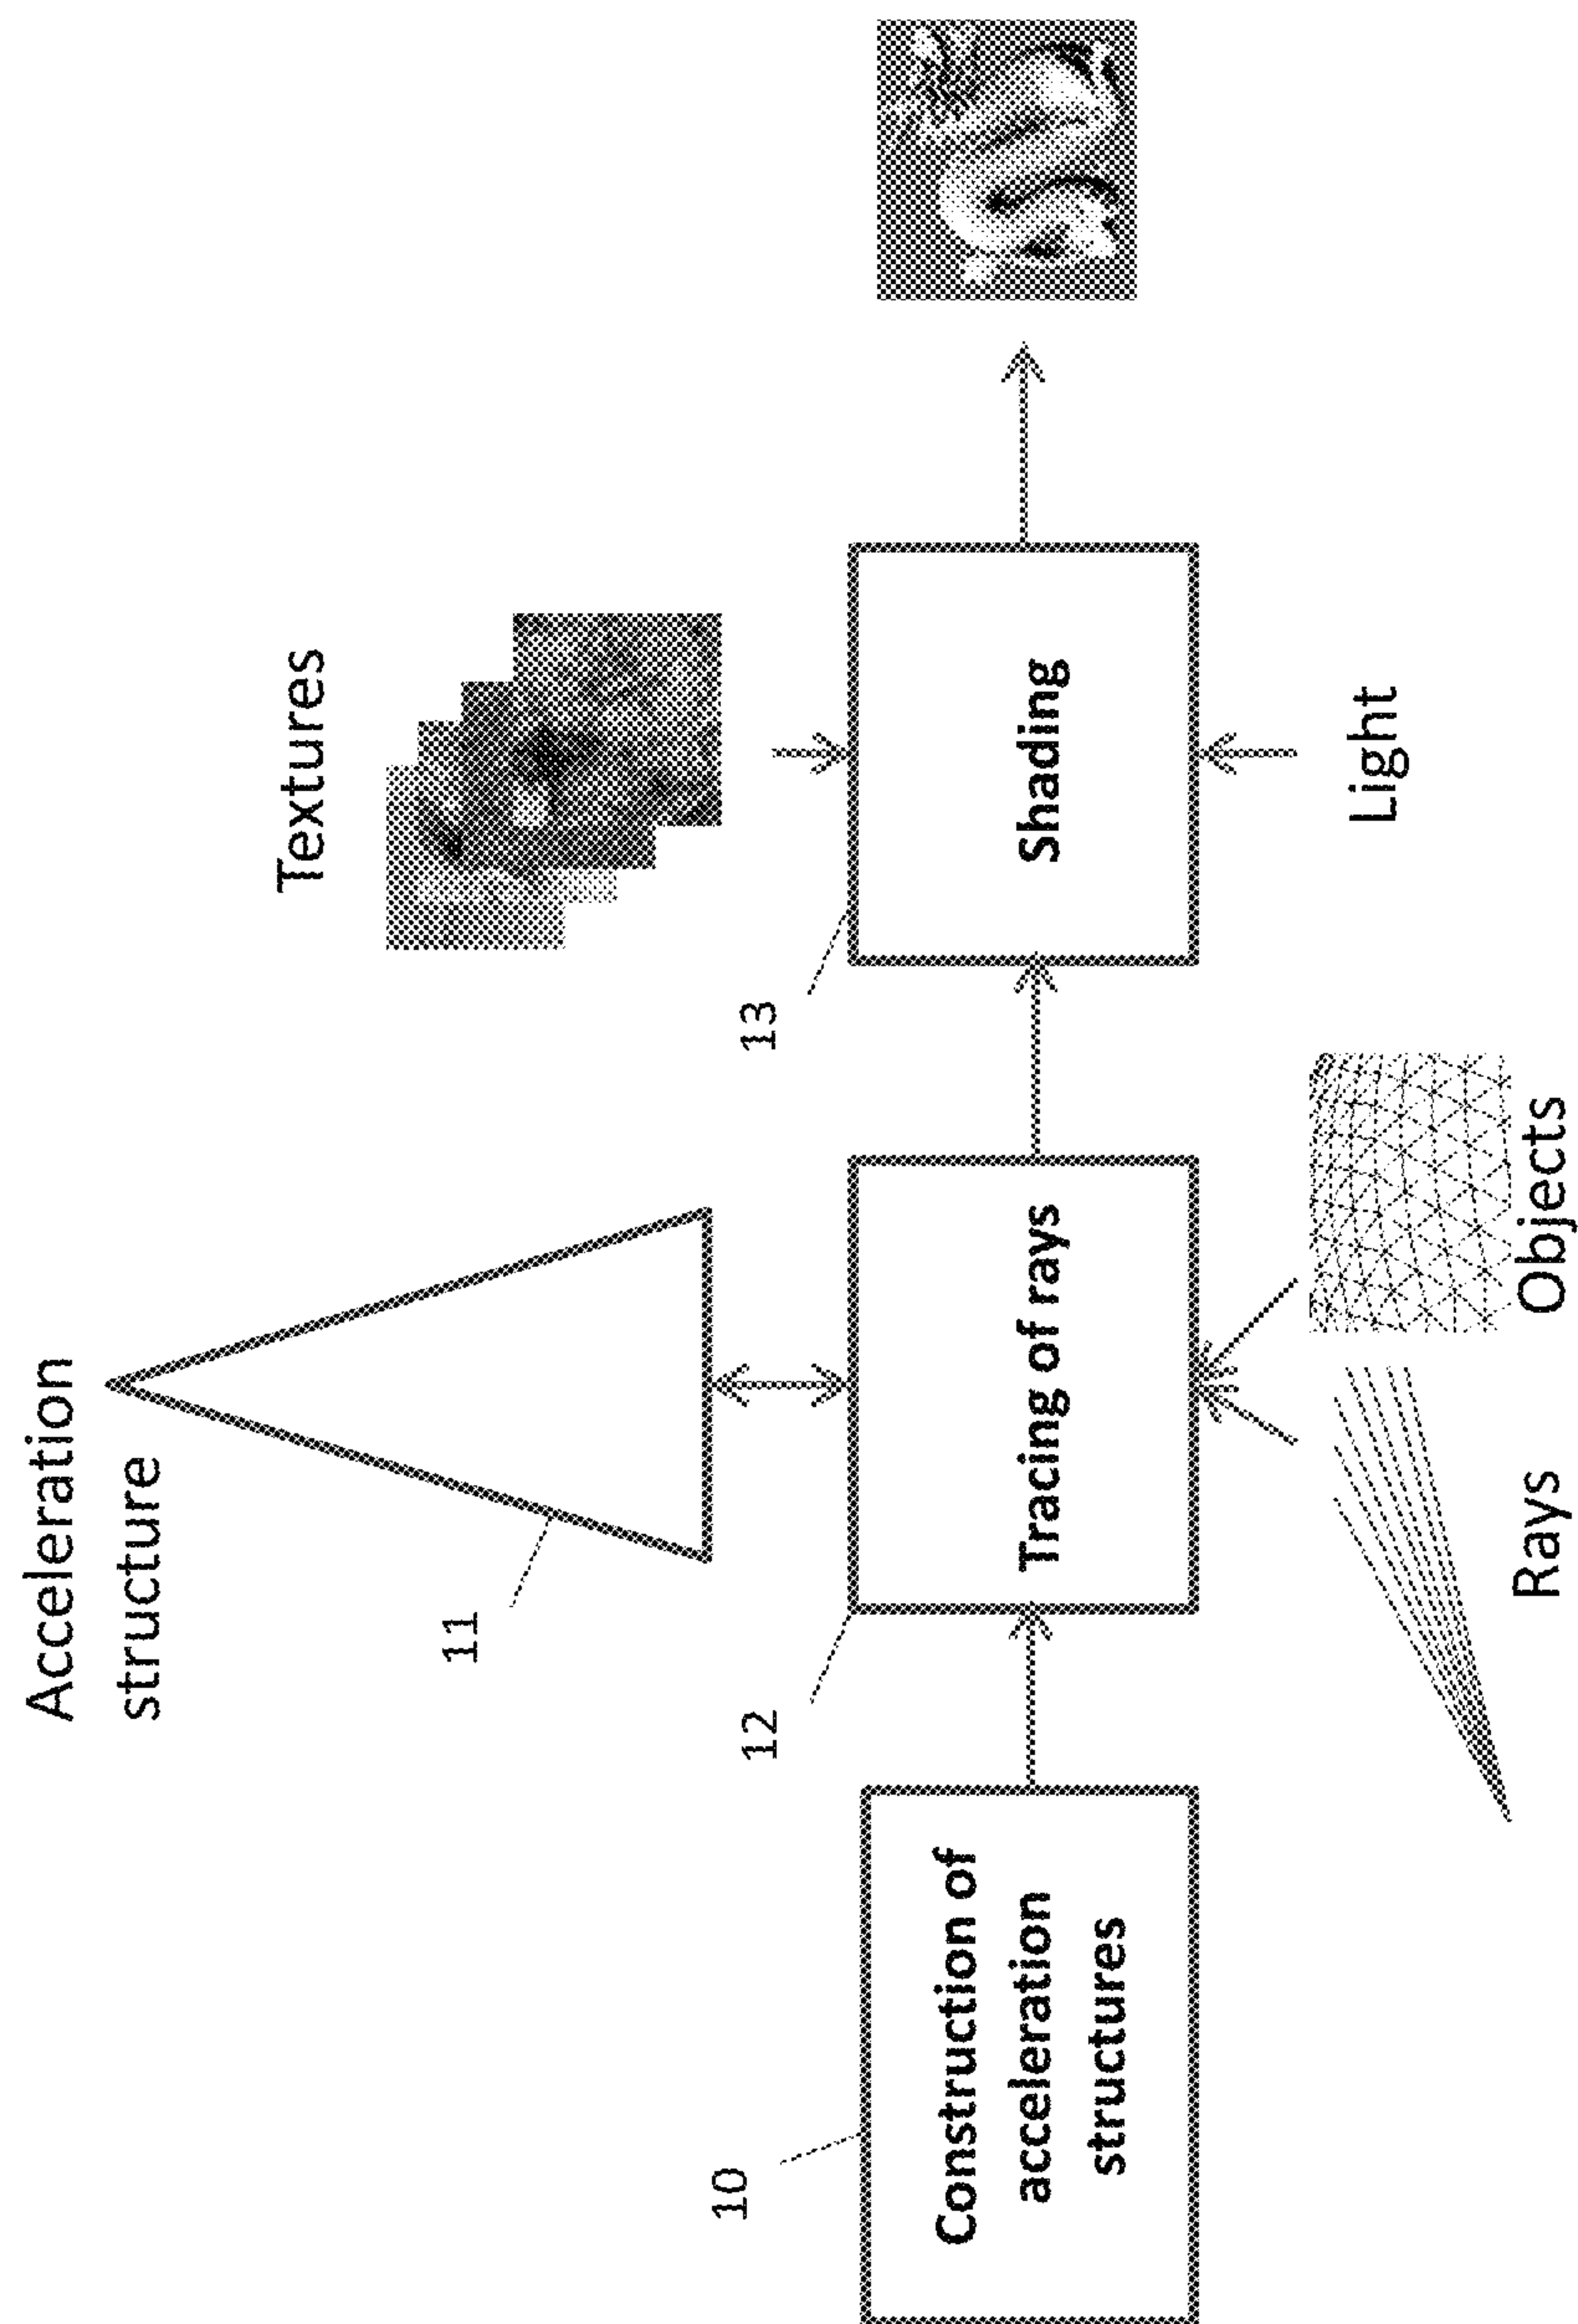 Acceleration
structure
11
Textures
10
Construction of
acceleration
structures
12
Tracing of rays
13
Shading
Rays
Objects
Light